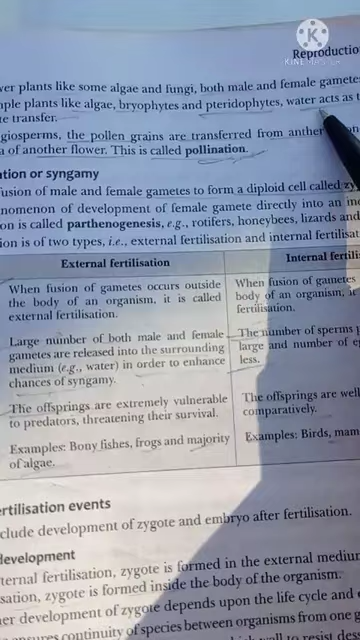 K
KINE MASTER
Reproductio
wer plants like some algae and fungi, both male and female gametes
ple plants like algae, bryophytes and pteridophytes, water acts as t
te transfer.
giosperms, the pollen grains are transferred from anther
a of another flower. This is called pollination.
ation or syngamy
fusion of male and female gametes to form a diploid cell called zy
nomenon of development of female gamete directly into an
on is called parthenogenesis, e.g., rotifers, honeybees, lizards and
ion is of two types, i.e., external fertilisation and internal fertilisat
External fertilisation
When fusion of gametes occurs outside
the body of an organism, it is called
external fertilisation.
Large number of both male and female
gametes are released into the surrounding
medium (e.g., water) in order to enhance
chances of syngamy.
The offsprings are extremely vulnerable
to predators, threatening their survival.
Examples: Bony fishes, frogs and majority
of algae.
Internal fertili
When fusion of gametes
body of an organism,
fertilisation.
The number of sperms
large and number of
less.
The offsprings are well
comparatively.
Examples: Birds, mam
ertilisation events
clude development of zygote and embryo after fertilisation.
development
ternal fertilisation, zygote is formed in the external medium
sation, zygote is formed inside the body of the organism.
her development of zygote depends upon the life cycle and
ensures continuity of species between organisms from one g